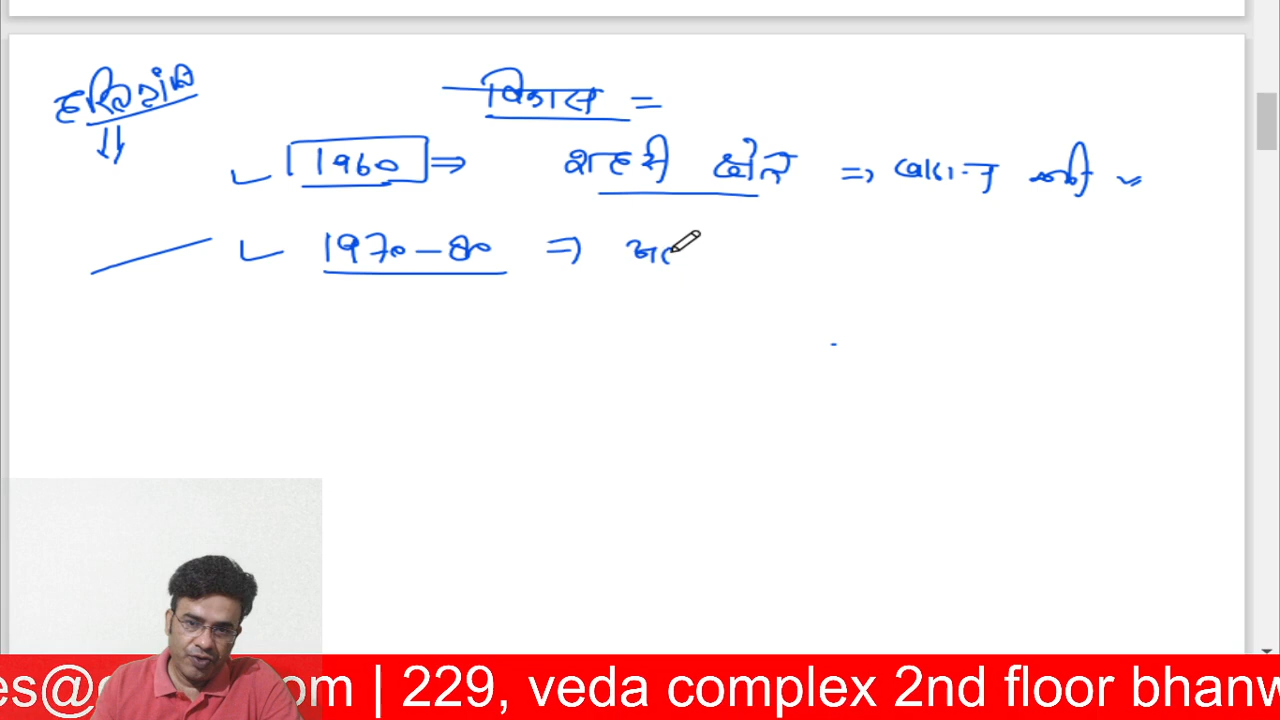 हरित क्रांति
विकास =
1960 ⇒ शहरी क्षेत्र ⇒
1970-80 ⇒
es@ om | 229, veda complex 2nd floor bhanw